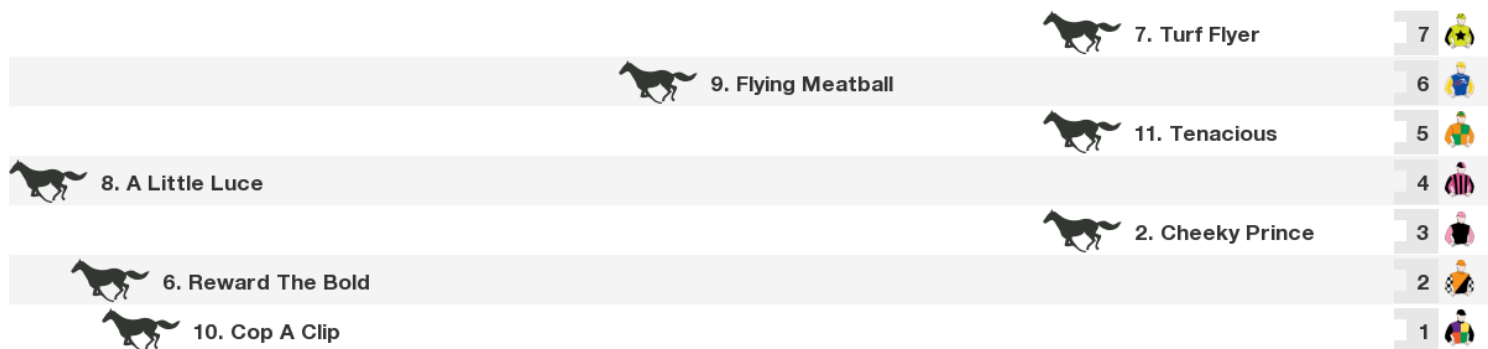 7. Turf Flyer 7
9. Flying Meatball 6
11. Tenacious 5
8. A Little Luce 4
2. Cheeky Prince 3
6. Reward The Bold 2
10. Cop A Clip 1